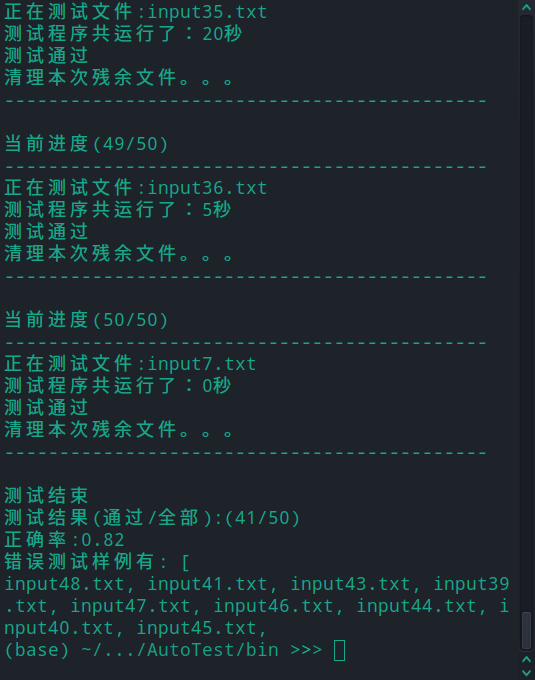 正在测试文件:input35.txt
测试程序共运行了：20秒
测试通过
清理本次残余文件。。。
--------------------------------------------
当前进度(49/50)
--------------------------------------------
正在测试文件:input36.txt
测试程序共运行了：5秒
测试通过
清理本次残余文件。。。
--------------------------------------------
当前进度(50/50)
--------------------------------------------
正在测试文件:input7.txt
测试程序共运行了：0秒
测试通过
清理本次残余文件。。。
--------------------------------------------
测试结束
测试结果(通过/全部):(41/50)
正确率:0.82
错误测试样例有: [
input48.txt, input41.txt, input43.txt, input39
.txt, input47.txt, input46.txt, input44.txt, i
nput40.txt, input45.txt,
(base) ~/.../AutoTest/bin >>>